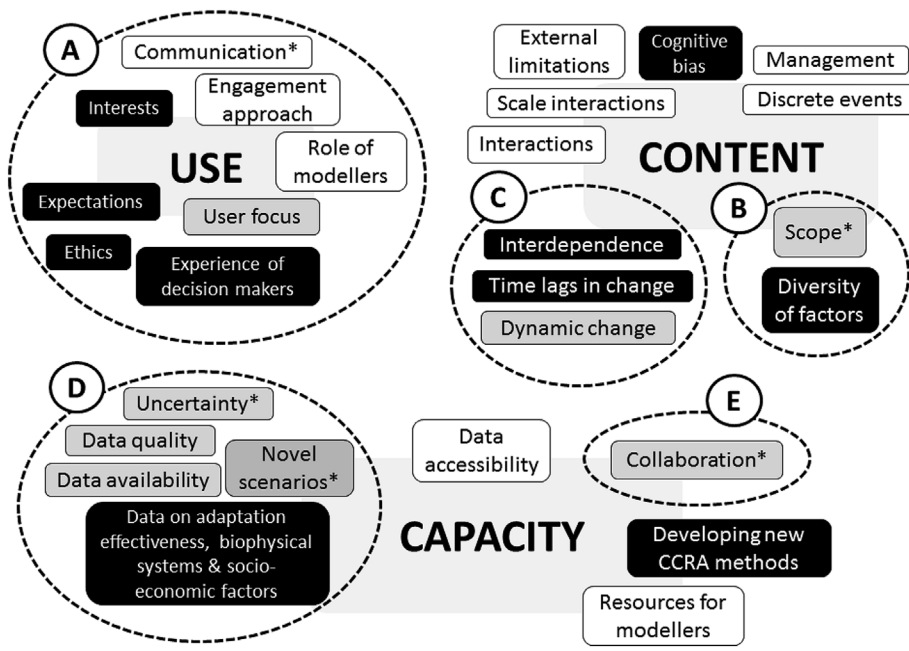 A
Communication*
Interests
Engagement
approach
USE
Role of
modellers
Expectations
User focus
Ethics
Experience of
decision makers
External
limitations
Cognitive
bias
Management
Scale interactions
Discrete events
Interactions
CONTENT
C
Interdependence
Time lags in change
Dynamic change
B
Scope*
Diversity
of factors
D
Uncertainty*
Data quality
Data availability
Novel
scenarios*
Data on adaptation
effectiveness, biophysical
systems & socio-
economic factors
Data
accessibility
CAPACITY
E
Collaboration*
Developing new
CCRA methods
Resources for
modellers